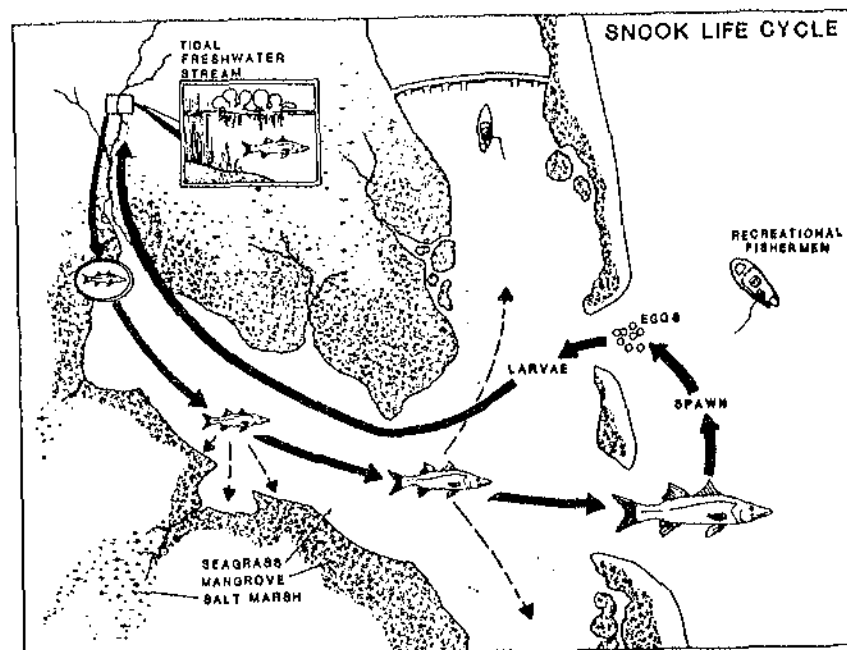 SNOOK LIFE CYCLE
TIDAL
FRESHWATER
STREAM
RECREATIONAL
FISHERMEN
EGGS
LARVAE
SPAWN
SEAGRASS
MANGROVE
SALT MARSH